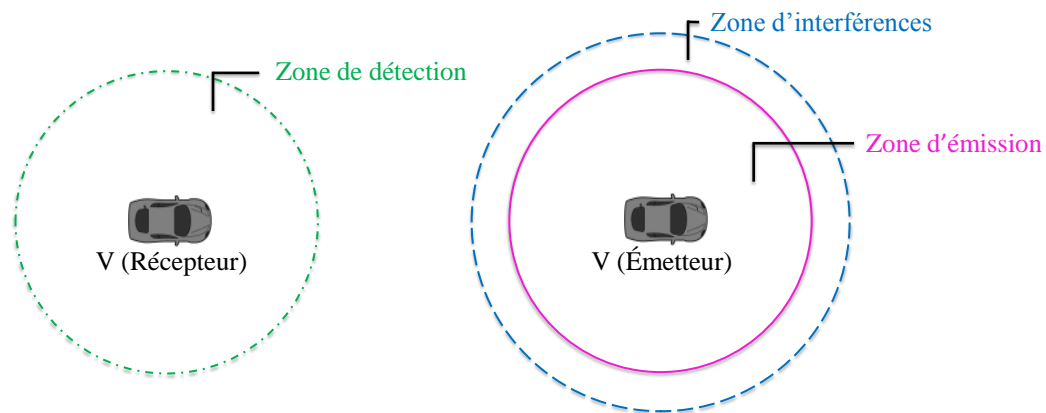 Zone d'interférences
Zone de détection
Zone d'émission
V (Récepteur)
V (Émetteur)